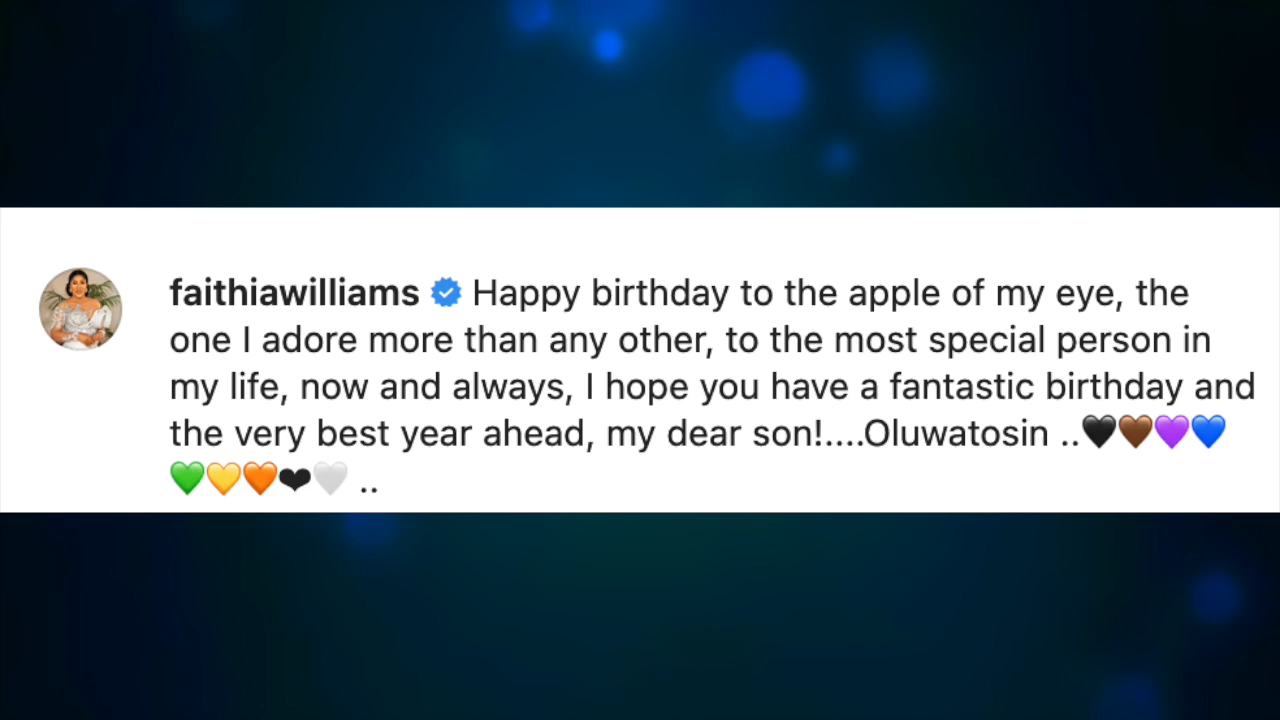 faithiawilliams Happy birthday to the apple of my eye, the
one I adore more than any other, to the most special person in
my life, now and always, I hope you have a fantastic birthday and
the very best year ahead, my dear son!....Oluwatosin ..🖤🤎💜💙
💚💛🧡❤🤍 ..